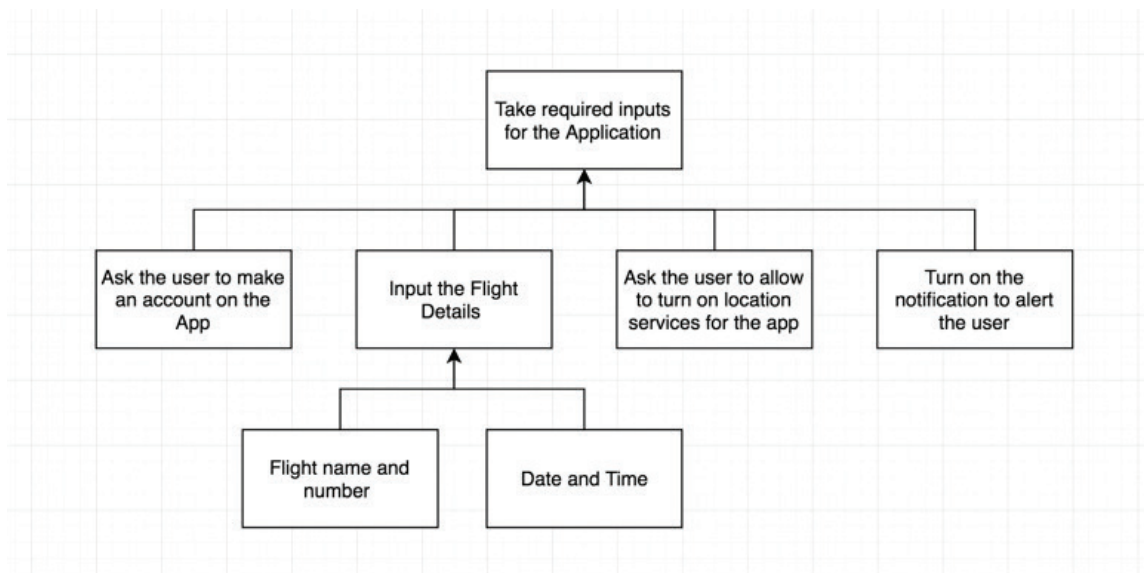 Take required inputs
for the Application
Ask the user to make
an account on the
App
Input the Flight
Details
Ask the user to allow
to turn on location
services for the app
Turn on the
notification to alert
the user
Flight name and
number
Date and Time